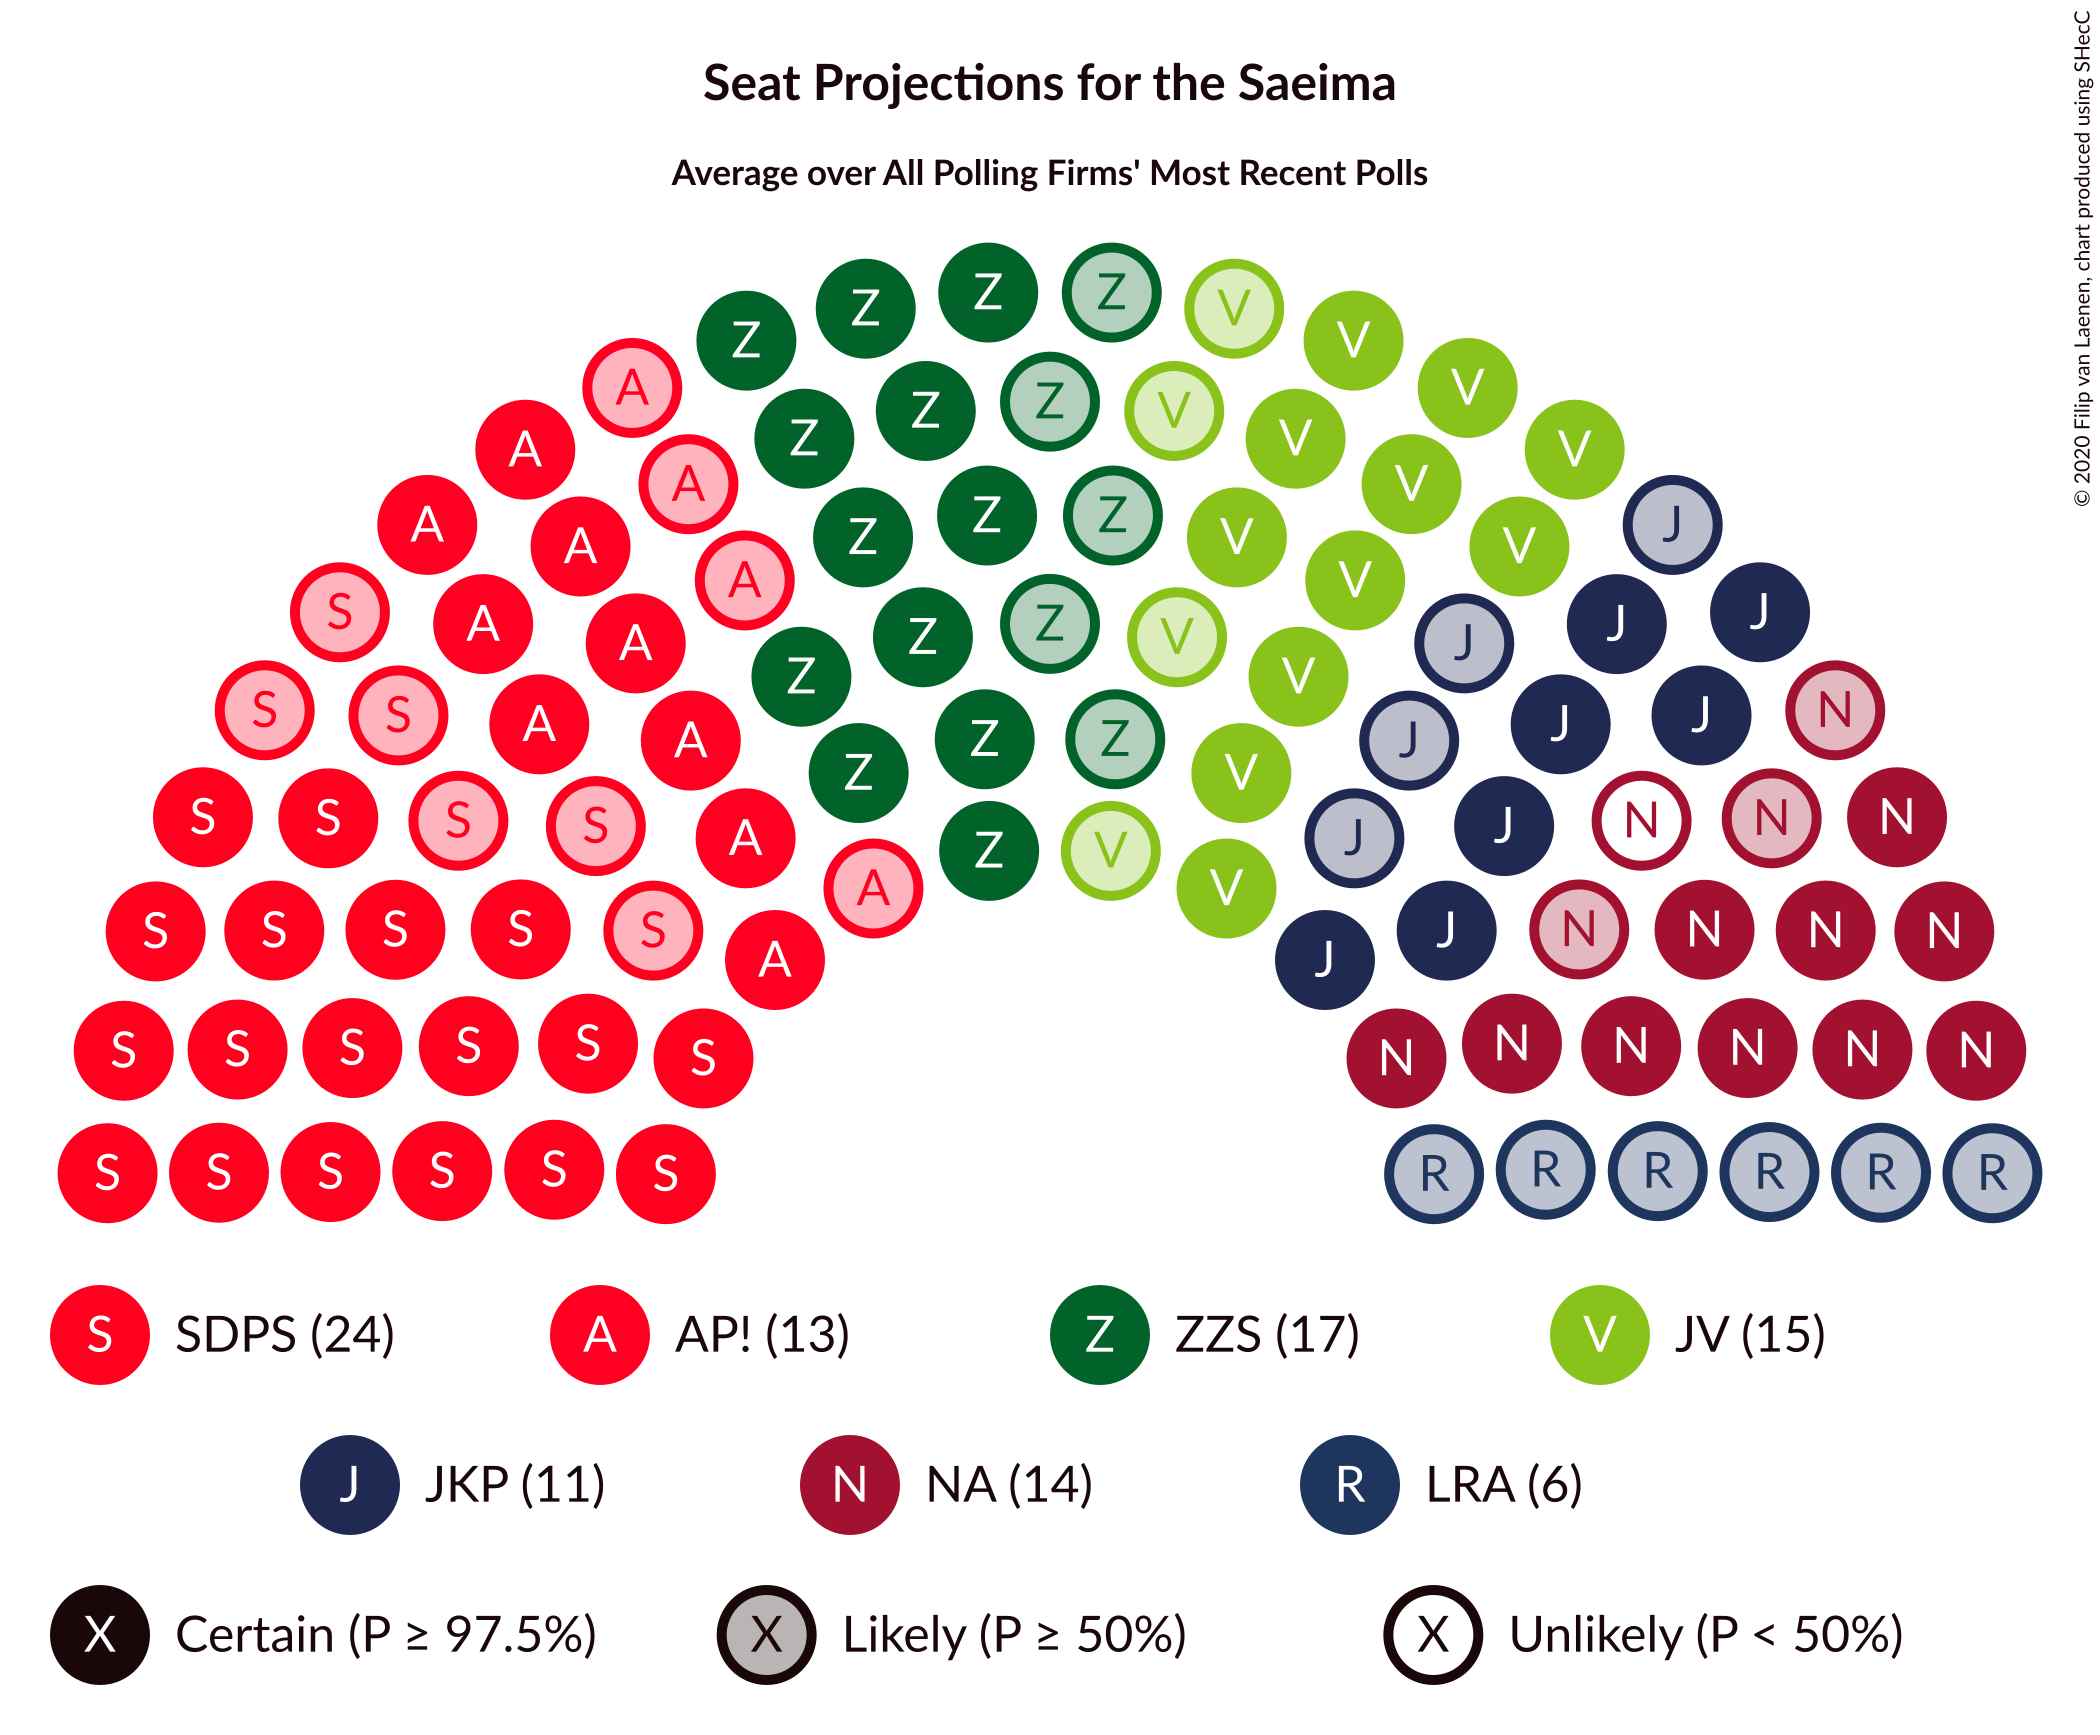 Seat Projections for the Saeima
Average over All Polling Firms' Most Recent Polls
© 2020 Filip van Laenen, chart produced using SHecC
Z Z Z Z V V V V
A Z Z Z V V V V
A A Z Z Z V V V J
A A A Z Z Z V V J J J
S A A A Z Z V V J J J N
S S A A Z Z V J J N N N
S S S S A A Z V V J J N N N
S S S S S A J J N N N N
S S S S S S N N N N N N
S S S S S S R R R R R R
S SDPS (24) A AP! (13) Z ZZS (17) V JV (15)
J JKP (11) N NA (14) R LRA (6)
X Certain (P ≥ 97.5%) X Likely (P ≥ 50%) X Unlikely (P < 50%)